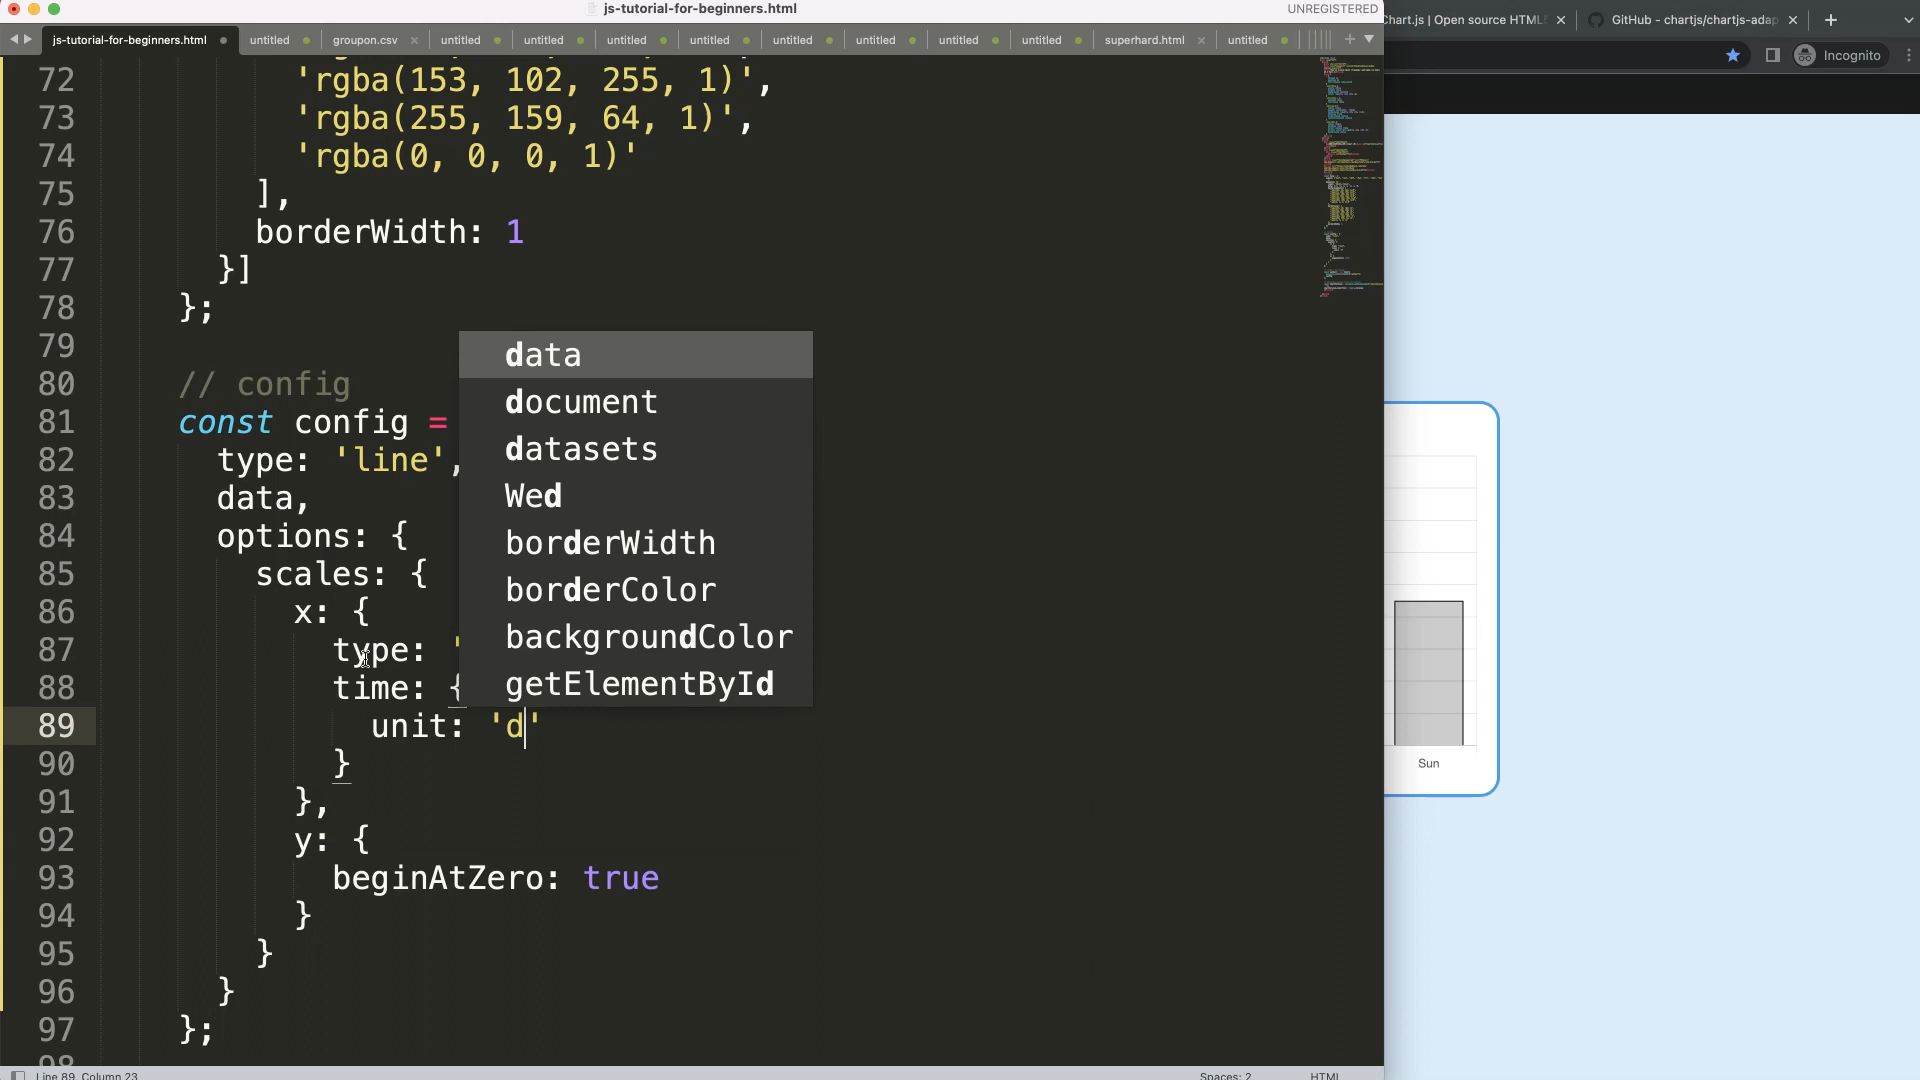 js-tutorial-for-beginners.html
UNREGISTERED
js-tutorial-for-beginners.html untitled groupon.csv untitled untitled untitled untitled untitled untitled untitled untitled superhard.html untitled
Chart.js | Open source HTML5 GitHub - chartjs/chartjs-adap
Incognito
72 'rgba(153, 102, 255, 1)',
73 'rgba(255, 159, 64, 1)',
74 'rgba(0, 0, 0, 1)'
75 ],
76 borderWidth: 1
77 }]
78 };
79
80 // config
81 const config =
82 type: 'line',
83 data,
84 options: {
85 scales: {
86 x: {
87 type: '
88 time: {
89 unit: 'd'
90 }
91 },
92 y: {
93 beginAtZero: true
94 }
95 }
96 }
97 };
98
data
document
datasets
Wed
borderWidth
borderColor
backgroundColor
getElementById
Sun
Line 89, Column 23
Spaces: 2
HTML